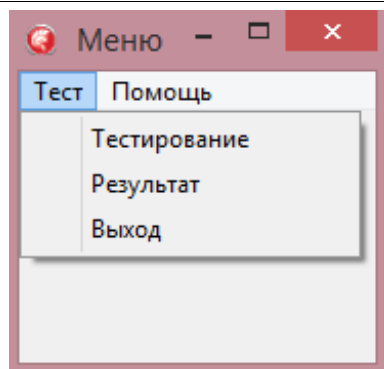 Меню
Тест Помощь
Тестирование
Результат
Выход